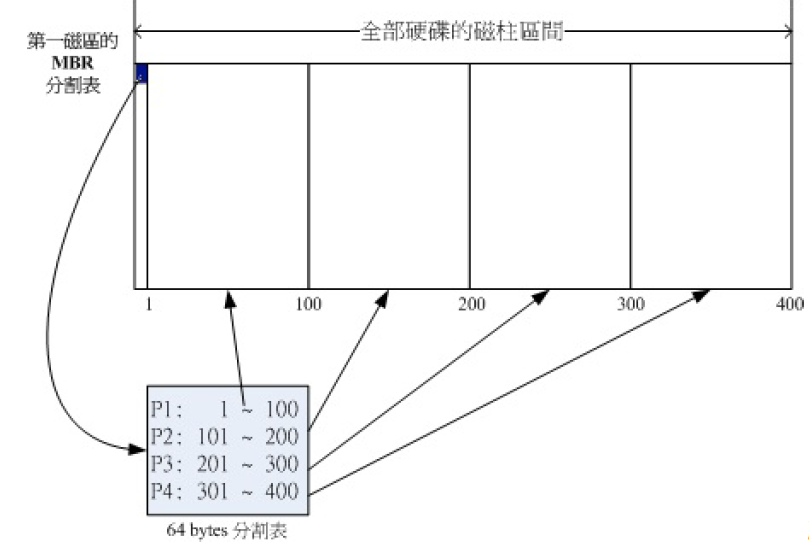 全部硬碟的磁柱區間
第一磁區的
MBR
分割表
1 100 200 300 400
P1: 1 ~ 100
P2: 101 ~ 200
P3: 201 ~ 300
P4: 301 ~ 400
64 bytes 分割表